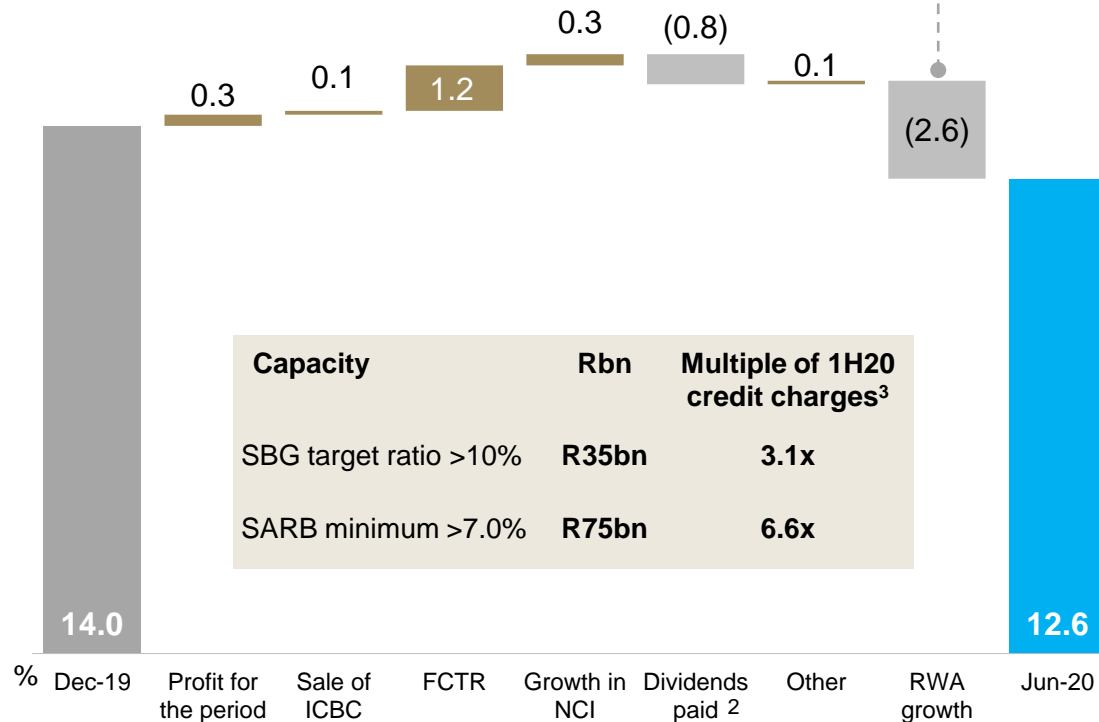 0.3
0.1
1.2
0.3
(0.8)
0.1
(2.6)
Capacity Rbn Multiple of 1H20
credit charges3
SBG target ratio >10% R35bn 3.1x
SARB minimum >7.0% R75bn 6.6x
14.0
12.6
% Dec-19 Profit for Sale of FCTR Growth in Dividends Other RWA Jun-20
the period ICBC NCI paid 2 growth